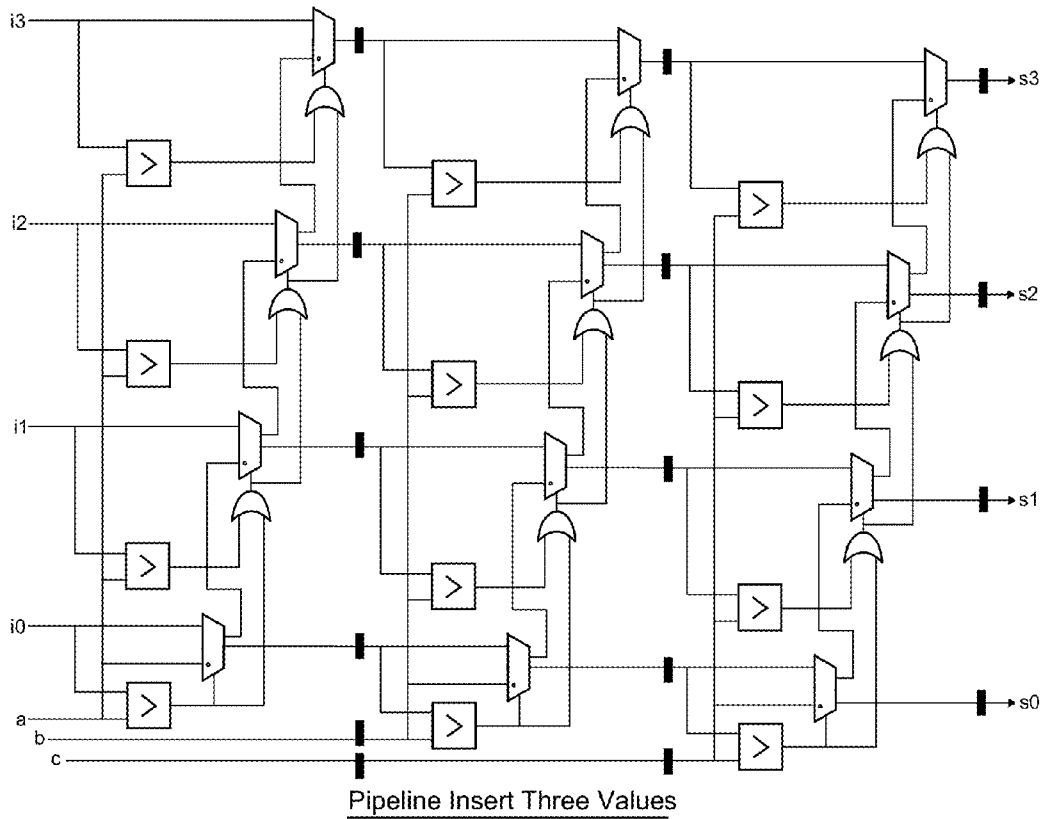 i3
s3
>
>
>
i2
s2
>
>
>
i1
s1
>
>
>
i0
s0
>
>
>
a
b
c
Pipeline Insert Three Values